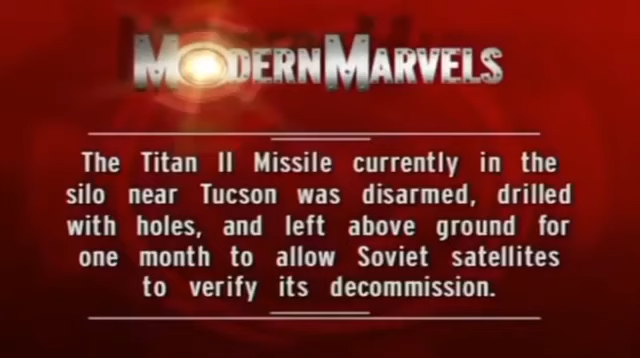 MODERN MARVELS
The Titan II Missile currently in the
silo near Tucson was disarmed, drilled
with holes, and left above ground for
one month to allow Soviet satellites
to verify its decommission.